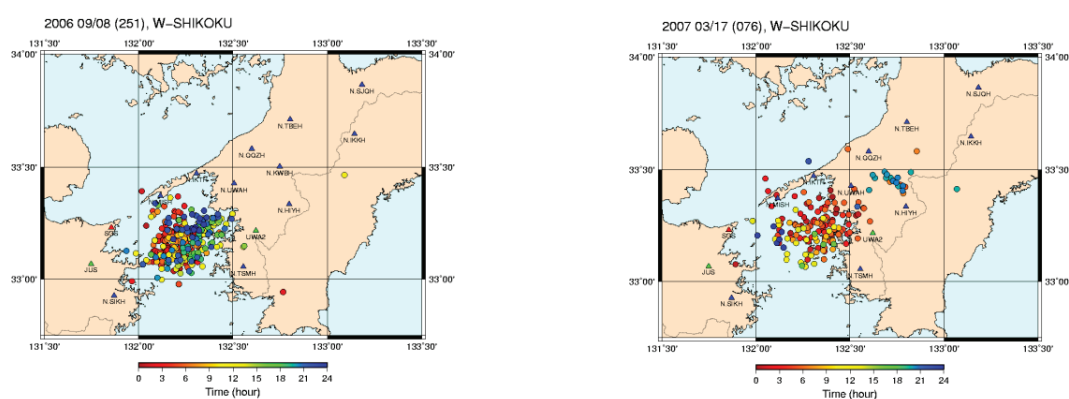 2006 09/08 (251), W-SHIKOKU
131°30' 132°00' 132°30' 133°00' 133°30'
34°00' 34°00'
N.SJQH
N.TBEH
N.IKKH
N.QQZH
N.KWBH
33°30' 33°30'
N.UWAH
N.HIYH
UWA2
JUS
N.TSMH
33°00' 33°00'
N.SIKH
131°30' 132°00' 132°30' 133°00' 133°30'
0 3 6 9 12 15 18 21 24
Time (hour)
2007 03/17 (076), W-SHIKOKU
131°30' 132°00' 132°30' 133°00' 133°30'
34°00' 34°00'
N.SJQH
N.TBEH
N.IKKH
N.QQZH
33°30' 33°30'
N.UWAH
N.HIYH
UWA2
JUS
33°00' 33°00'
N.SIKH
131°30' 132°00' 132°30' 133°00' 133°30'
0 3 6 9 12 15 18 21 24
Time (hour)